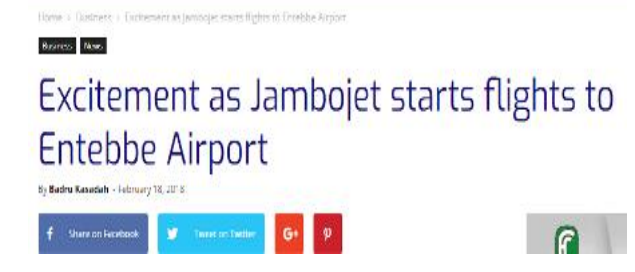 Home › Business › Excitement as Jambojet starts flights to Entebbe Airport
Business News
Excitement as Jambojet starts flights to
Entebbe Airport
By Badru Kasadah - February 18, 2018
Share on Facebook Tweet on Twitter G+